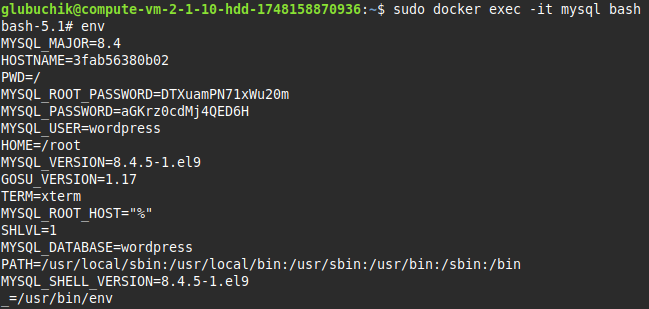 glubuchik@compute-vm-2-1-10-hdd-1748158870936:~$ sudo docker exec -it mysql bash
bash-5.1# env
MYSQL_MAJOR=8.4
HOSTNAME=3fab56380b02
PWD=/
MYSQL_ROOT_PASSWORD=DTXuamPN71xWu20m
MYSQL_PASSWORD=aGKrz0cdMj4QED6H
MYSQL_USER=wordpress
HOME=/root
MYSQL_VERSION=8.4.5-1.el9
GOSU_VERSION=1.17
TERM=xterm
MYSQL_ROOT_HOST="%"
SHLVL=1
MYSQL_DATABASE=wordpress
PATH=/usr/local/sbin:/usr/local/bin:/usr/sbin:/usr/bin:/sbin:/bin
MYSQL_SHELL_VERSION=8.4.5-1.el9
_=/usr/bin/env